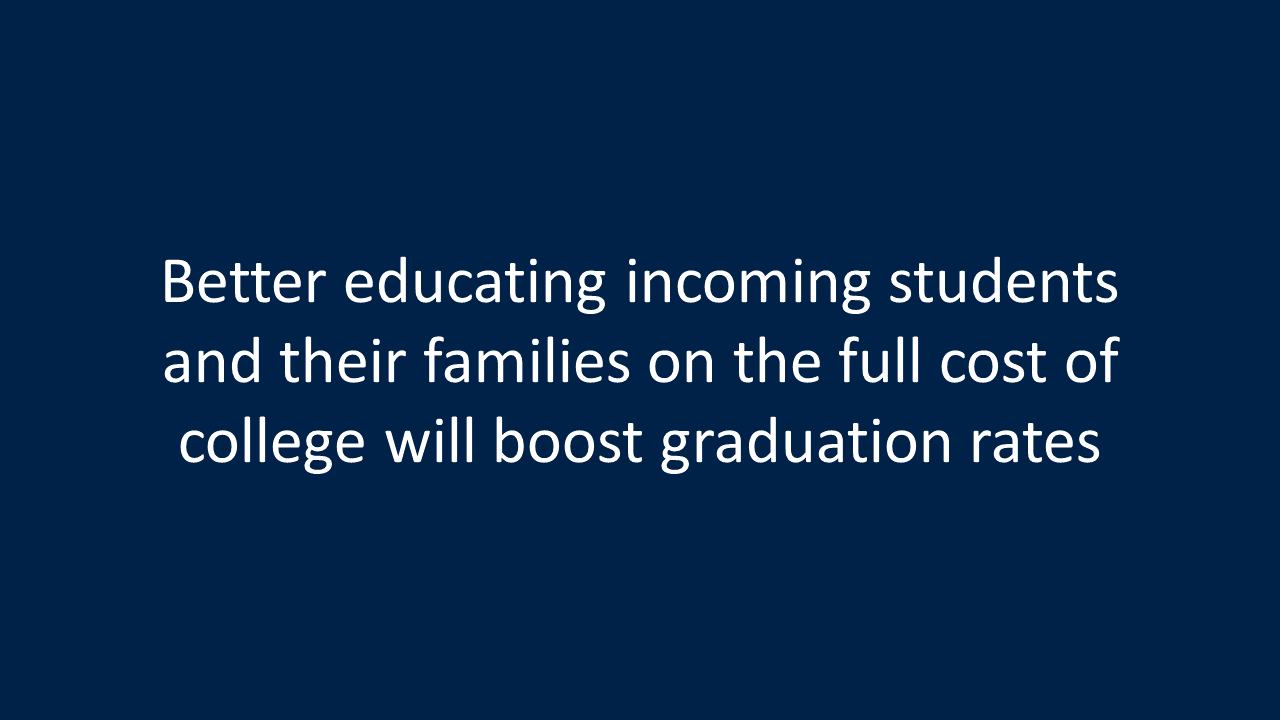 Better educating incoming students
and their families on the full cost of
college will boost graduation rates